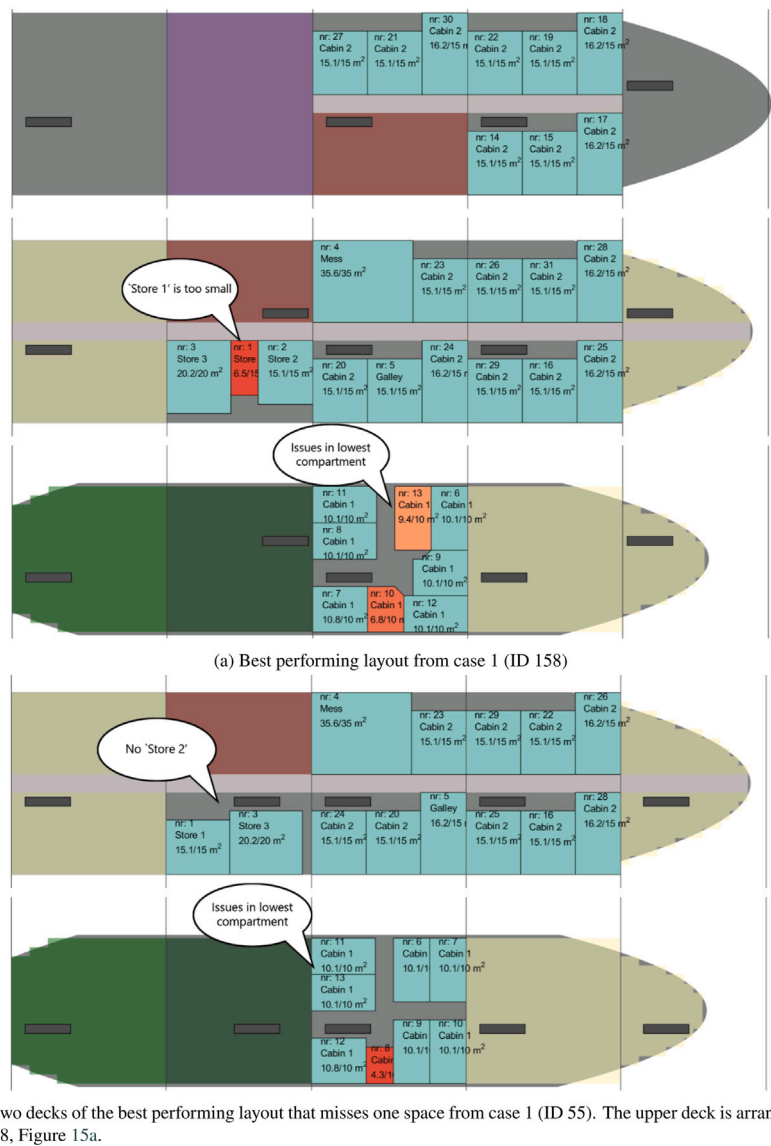 nr: 27
Cabin 2
15.1/15 m²
nr: 21
Cabin 2
15.1/15 m²
nr: 30
Cabin 2
16.2/15 m²
nr: 22
Cabin 2
15.1/15 m²
nr: 19
Cabin 2
15.1/15 m²
nr: 18
Cabin 2
16.2/15 m²
nr: 14
Cabin 2
15.1/15 m²
nr: 15
Cabin 2
15.1/15 m²
nr: 17
Cabin 2
16.2/15 m²
nr: 4
Mess
35.6/35 m²
nr: 23
Cabin 2
15.1/15 m²
nr: 26
Cabin 2
15.1/15 m²
nr: 31
Cabin 2
15.1/15 m²
nr: 28
Cabin 2
16.2/15 m²
`Store 1' is too small
nr: 3
Store 3
20.2/20 m²
nr: 1
Store
6.5/15
nr: 2
Store 2
15.1/15 m²
nr: 20
Cabin 2
15.1/15 m²
nr: 5
Galley
15.1/15 m²
nr: 24
Cabin 2
16.2/15 m
nr: 29
Cabin 2
15.1/15 m²
nr: 16
Cabin 2
15.1/15 m²
nr: 25
Cabin 2
16.2/15 m²
Issues in lowest
compartment
nr: 11
Cabin 1
10.1/10 m²
nr: 8
Cabin 1
10.1/10 m²
nr: 13
Cabin 1
9.4/10 m²
nr: 6
Cabin 1
10.1/10 m²
nr: 9
Cabin 1
10.1/10 m²
nr: 7
Cabin 1
10.8/10 m²
nr: 10
Cabin 1
6.8/10 m
nr: 12
Cabin 1
10.1/10 m²
(a) Best performing layout from case 1 (ID 158)
nr: 4
Mess
35.6/35 m²
nr: 23
Cabin 2
15.1/15 m²
nr: 29
Cabin 2
15.1/15 m²
nr: 22
Cabin 2
15.1/15 m²
nr: 26
Cabin 2
16.2/15 m²
No `Store 2'
nr: 1
Store 1
15.1/15 m²
nr: 3
Store 3
20.2/20 m²
nr: 24
Cabin 2
15.1/15 m²
nr: 20
Cabin 2
15.1/15 m²
nr: 5
Galley
16.2/15 m
nr: 25
Cabin 2
15.1/15 m²
nr: 16
Cabin 2
15.1/15 m²
nr: 28
Cabin 2
16.2/15 m²
Issues in lowest
compartment
nr: 11
Cabin 1
10.1/10 m²
nr: 13
Cabin 1
10.1/10 m²
nr: 6
Cabin
10.1/1
nr: 7
Cabin 1
10.1/10 m²
nr: 12
Cabin 1
10.8/10 m²
nr: 8
Cabin
4.3/1
nr: 9
Cabin 1
10.1/1
nr: 10
Cabin 1
10.1/10 m²
wo decks of the best performing layout that misses one space from case 1 (ID 55). The upper deck is arran
8, Figure 15a.